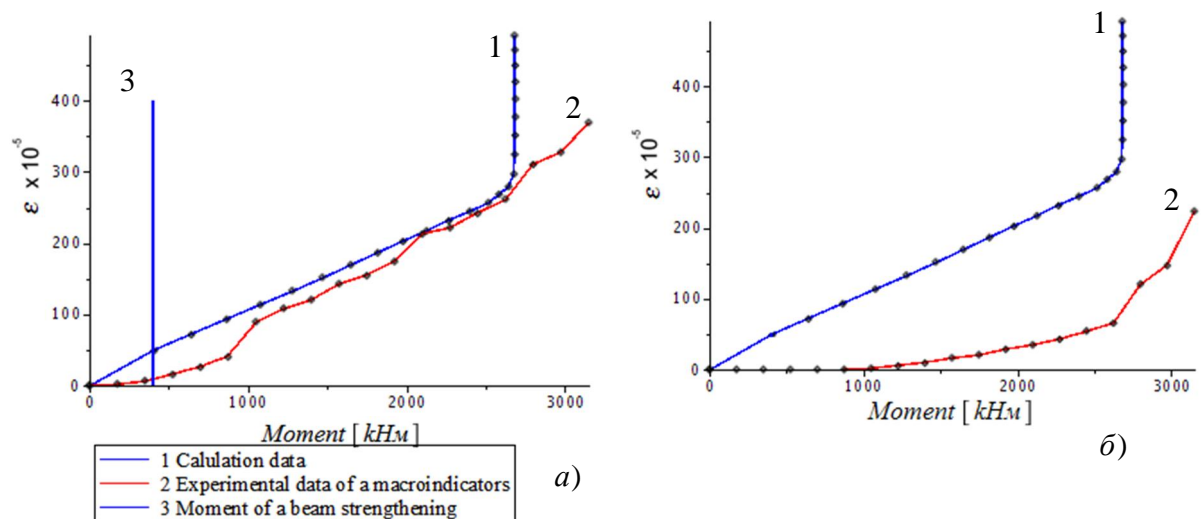 1
3
2
400
300
200
100
0
ε x 10⁻⁵
0
1000
2000
3000
Moment [кНм]
1 Calulation data
2 Experimental data of a macroindicators
3 Moment of a beam strengthening
а)
1
2
400
300
200
100
0
ε x 10⁻⁵
0
1000
2000
3000
Moment [кНм]
б)